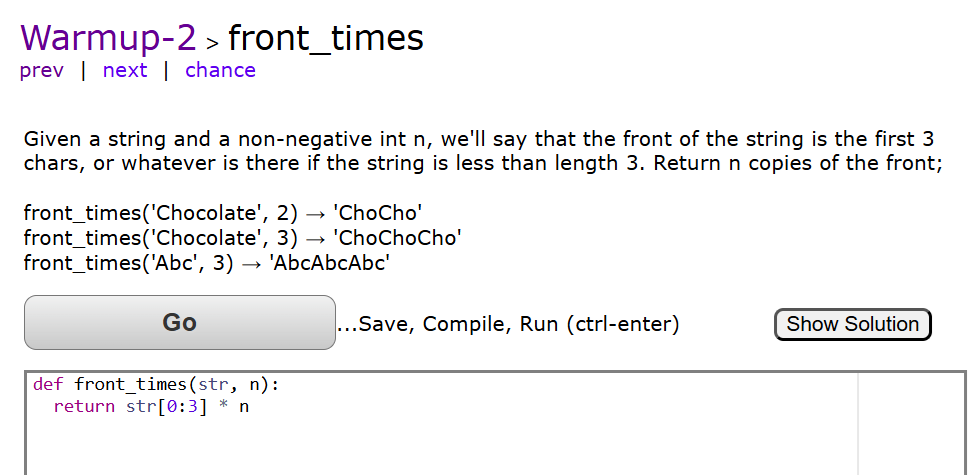 Warmup-2 > front_times
prev | next | chance
Given a string and a non-negative int n, we'll say that the front of the string is the first 3
chars, or whatever is there if the string is less than length 3. Return n copies of the front;
front_times('Chocolate', 2) → 'ChoCho'
front_times('Chocolate', 3) → 'ChoChoCho'
front_times('Abc', 3) → 'AbcAbcAbc'
Go ...Save, Compile, Run (ctrl-enter) Show Solution
def front_times(str, n):
  return str[0:3] * n